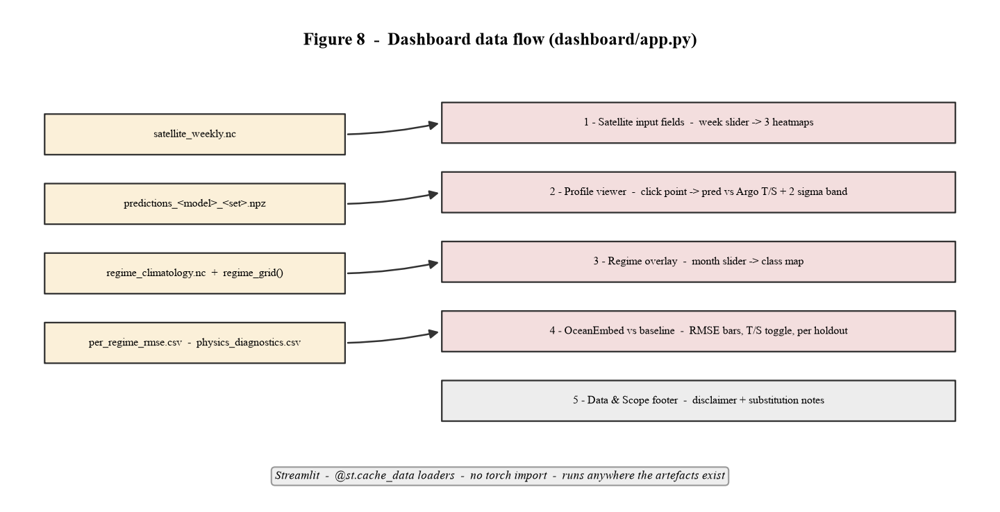 Figure 8 - Dashboard data flow (dashboard/app.py)
satellite_weekly.nc
1 - Satellite input fields - week slider -> 3 heatmaps
predictions_<model>_<set>.npz
2 - Profile viewer - click point -> pred vs Argo T/S + 2 sigma band
regime_climatology.nc + regime_grid()
3 - Regime overlay - month slider -> class map
per_regime_rmse.csv - physics_diagnostics.csv
4 - OceanEmbed vs baseline - RMSE bars, T/S toggle, per holdout
5 - Data & Scope footer - disclaimer + substitution notes
Streamlit - @st.cache_data loaders - no torch import - runs anywhere the artefacts exist